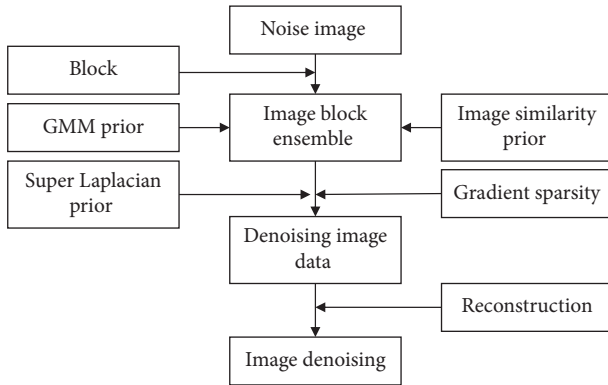 Noise image
Block
GMM prior
Image block
ensemble
Image similarity
prior
Super Laplacian
prior
Gradient sparsity
Denoising image
data
Reconstruction
Image denoising